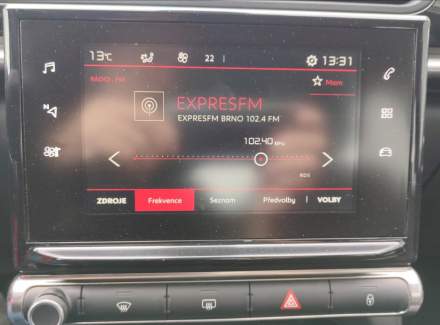 13°C 22 13:31
RADIO : FM Mem
EXPRESFM
EXPRESFM BRNO 102.4 FM
102.40 MHz
RDS
ZDROJE Frekvence Seznam Předvolby VOLBY
N